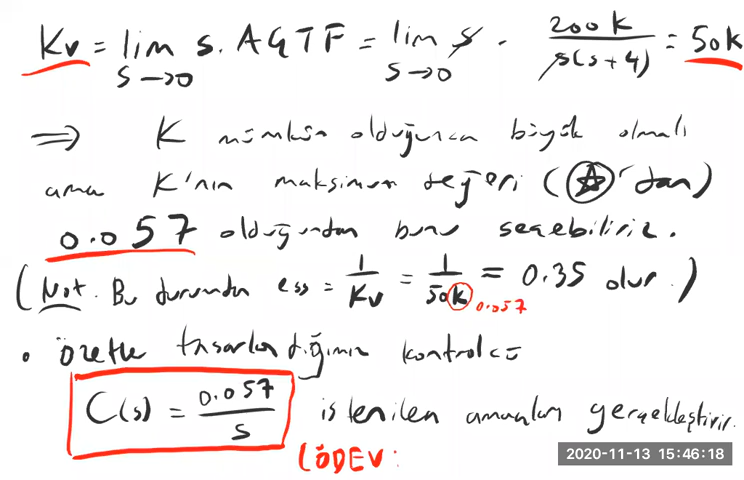 Kv = lim s→0 s. AGTF = lim s→0 s · 200k / s(s+4) = 50k
⇒ K mümkün olduğunca büyük olmalı
ama K'nın maksimum değeri (☆'dan)
0.057 olduğundan bunu seçebiliriz.
(Not. Bu durumda ess = 1/Kv = 1/50k = 0.35 olur.)
0.057
• Özetle tasarladığımız kontrolcü
C(s) = 0.057/s istenilen amaçları gerçekleştirir.
(ÖDEV:
2020-11-13 15:46:18